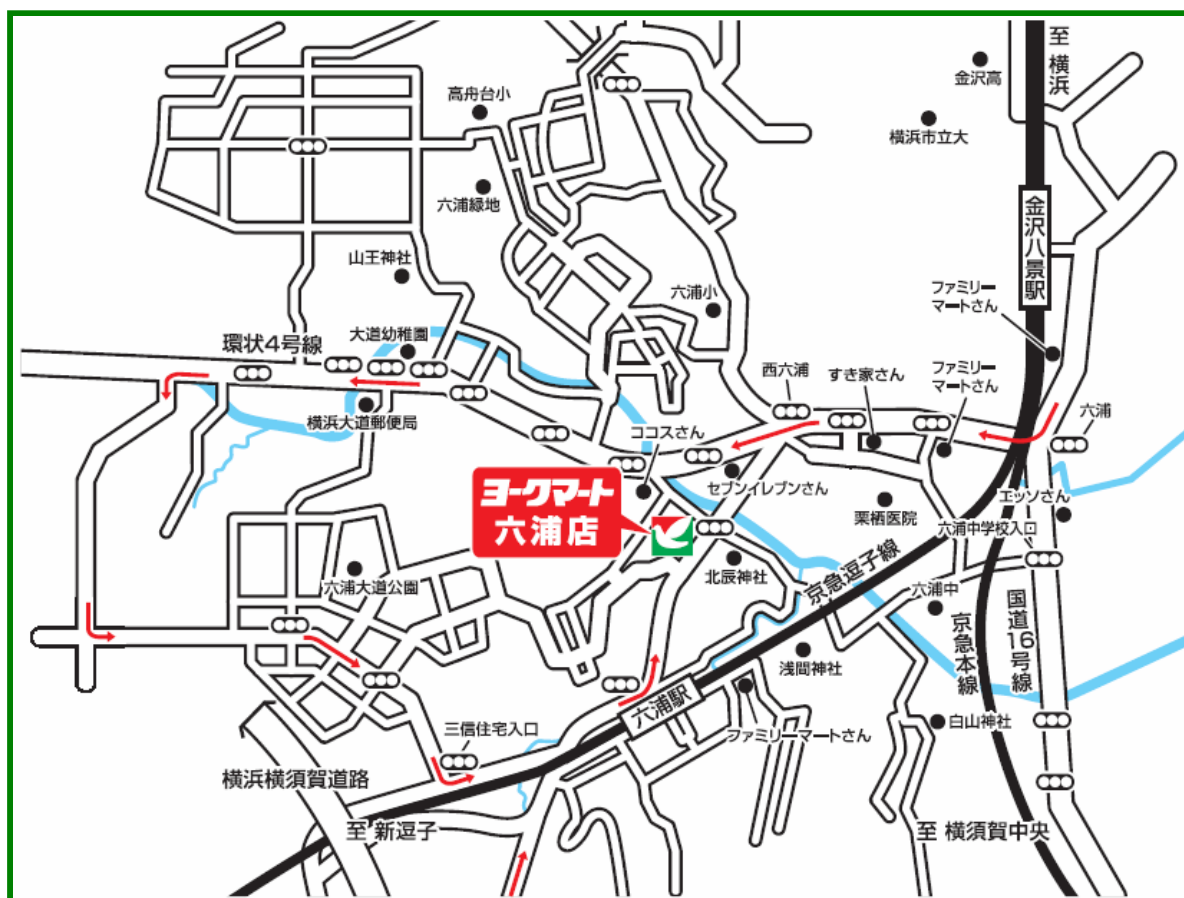 至 横浜
金沢高
高舟台小
横浜市立大
六浦緑地
金沢八景駅
山王神社
ファミリー
マートさん
六浦小
大道幼稚園
環状4号線
西六浦
すき家さん
ファミリー
マートさん
六浦
横浜大道郵便局
ココスさん
セブンイレブンさん
エッソさん
ヨークマート
六浦店
栗栖医院
六浦中学校入口
北辰神社
京急逗子線
六浦大道公園
六浦中
国道16号線
京急本線
浅間神社
六浦駅
三信住宅入口
ファミリーマートさん
白山神社
横浜横須賀道路
至 新逗子
至 横須賀中央